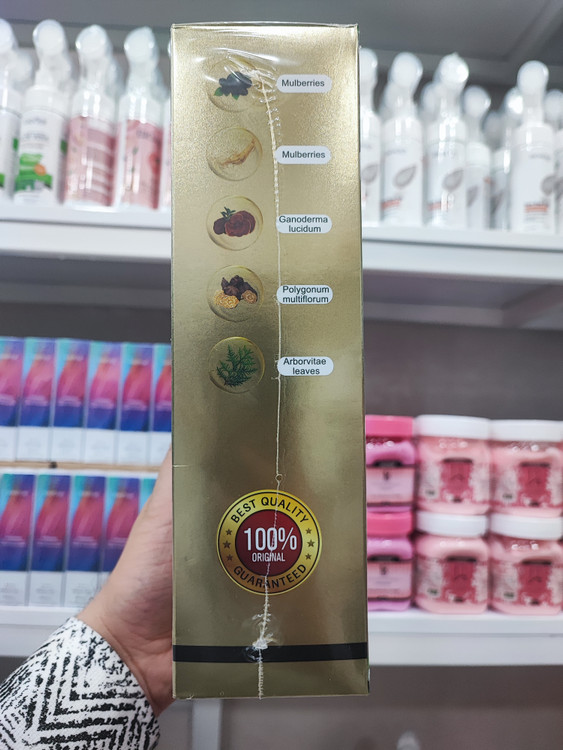 Mulberries
Mulberries
Ganoderma
lucidum
Polygonum
multiflorum
Arborvitae
leaves
BEST QUALITY
100%
ORIGINAL
GUARANTEED